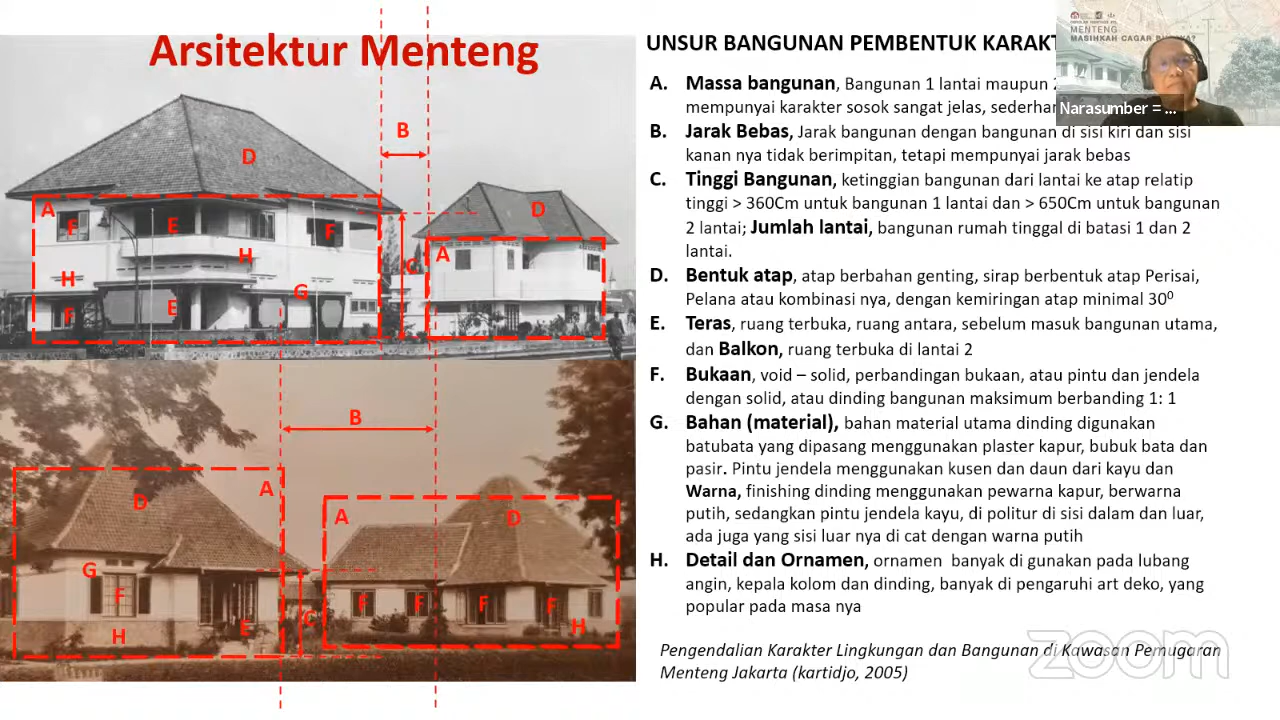 Arsitektur Menteng
B
D
A
F
E
F
H
H
E
G
F
C
D
A
B
D
A
G
F
H
E
C
A
D
F
F
F
F
H
UNSUR BANGUNAN PEMBENTUK
A. Massa bangunan, Bangunan 1 lantai maupun
mempunyai karakter sosok sangat jelas,
B. Jarak Bebas, Jarak bangunan dengan bangunan di sisi kiri dan sisi
kanan nya tidak berimpitan, tetapi mempunyai jarak bebas
C. Tinggi Bangunan, ketinggian bangunan dari lantai ke atap relatip
tinggi > 360Cm untuk bangunan 1 lantai dan > 650Cm untuk bangunan
2 lantai; Jumlah lantai, bangunan rumah tinggal di batasi 1 dan 2
lantai.
D. Bentuk atap, atap berbahan genting, sirap berbentuk atap Perisai,
Pelana atau kombinasi nya, dengan kemiringan atap minimal 30⁰
E. Teras, ruang terbuka, ruang antara, sebelum masuk bangunan utama,
dan Balkon, ruang terbuka di lantai 2
F. Bukaan, void – solid, perbandingan bukaan, atau pintu dan jendela
dengan solid, atau dinding bangunan maksimum berbanding 1: 1
G. Bahan (material), bahan material utama dinding digunakan
batubata yang dipasang menggunakan plaster kapur, bubuk bata dan
pasir. Pintu jendela menggunakan kusen dan daun dari kayu dan
Warna, finishing dinding menggunakan pewarna kapur, berwarna
putih, sedangkan pintu jendela kayu, di politur di sisi dalam dan luar,
ada juga yang sisi luar nya di cat dengan warna putih
H. Detail dan Ornamen, ornamen banyak di gunakan pada lubang
angin, kepala kolom dan dinding, banyak di pengaruhi art deko, yang
popular pada masa nya
Pengendalian Karakter Lingkungan dan Bangunan di Kawasan Pemugaran
Menteng Jakarta (kartidjo, 2005)
MENTENG
MASIHKAH CAGAR
Narasumber = ...
zoom